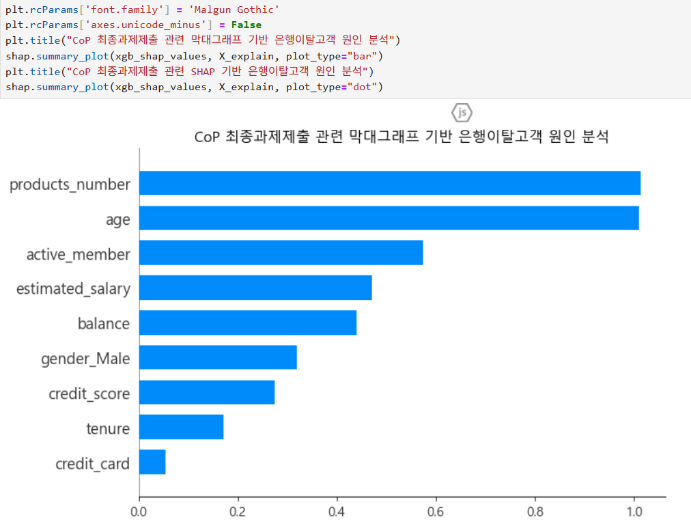 plt.rcParams['font.family'] = 'Malgun Gothic'
plt.rcParams['axes.unicode_minus'] = False
plt.title("CoP 최종과제제출 관련 막대그래프 기반 은행이탈고객 원인 분석")
shap.summary_plot(xgb_shap_values, X_explain, plot_type="bar")
plt.title("CoP 최종과제제출 관련 SHAP 기반 은행이탈고객 원인 분석")
shap.summary_plot(xgb_shap_values, X_explain, plot_type="dot")
js
CoP 최종과제제출 관련 막대그래프 기반 은행이탈고객 원인 분석
products_number
age
active_member
estimated_salary
balance
gender_Male
credit_score
tenure
credit_card
0.0 0.2 0.4 0.6 0.8 1.0